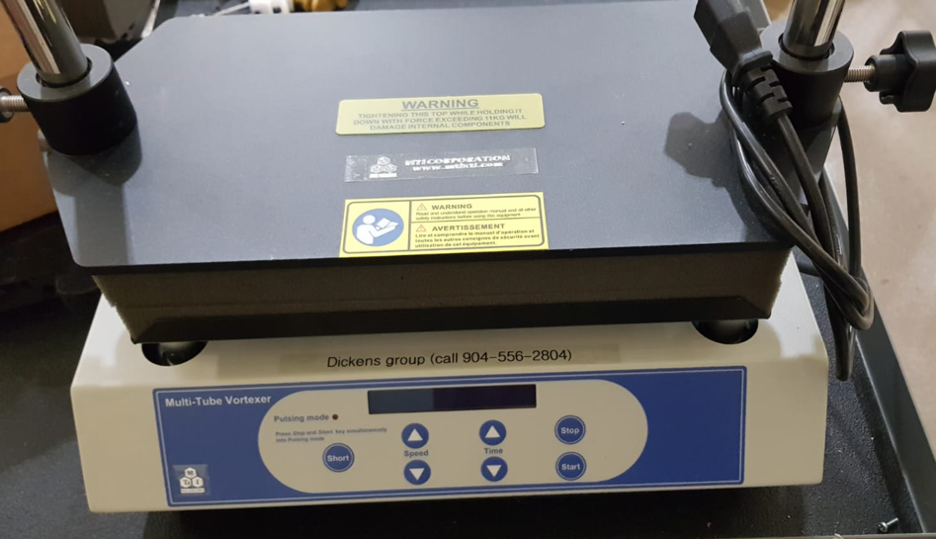 WARNING
TIGHTENING THIS TOP WHILE HOLDING IT
DOWN WITH FORCE EXCEEDING 11KG WILL
DAMAGE INTERNAL COMPONENTS
MTI CORPORATION
www.mtixtl.com
WARNING
Read and understand operator manual and all other
safety instructions before using this equipment
AVERTISSEMENT
Lire et comprendre le manuel d'opération et
toutes les autres consignes de sécurité avant
utilisation de cet équipement.
Dickens group (call 904-556-2804)
Multi-Tube Vortexer
Pulsing mode
Press Stop and Short key simultaneously
into Pulsing mode
Short
Speed
Time
Stop
Start